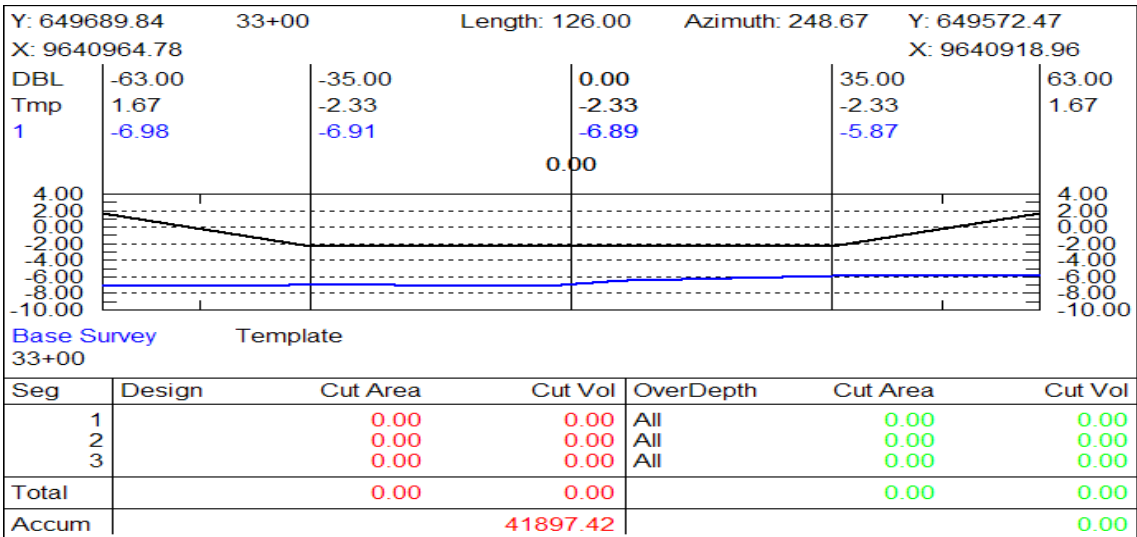 Y: 649689.84 33+00 Length: 126.00 Azimuth: 248.67 Y: 649572.47
X: 9640964.78 X: 9640918.96
DBL -63.00 -35.00 0.00 35.00 63.00
Tmp 1.67 -2.33 -2.33 -2.33 1.67
1 -6.98 -6.91 -6.89 -5.87
0.00
4.00 4.00
2.00 2.00
0.00 0.00
-2.00 -2.00
-4.00 -4.00
-6.00 -6.00
-8.00 -8.00
-10.00 -10.00
Base Survey Template
33+00
Seg Design Cut Area Cut Vol OverDepth Cut Area Cut Vol
1 0.00 0.00 All 0.00 0.00
2 0.00 0.00 All 0.00 0.00
3 0.00 0.00 All 0.00 0.00
Total 0.00 0.00 0.00 0.00
Accum 41897.42 0.00